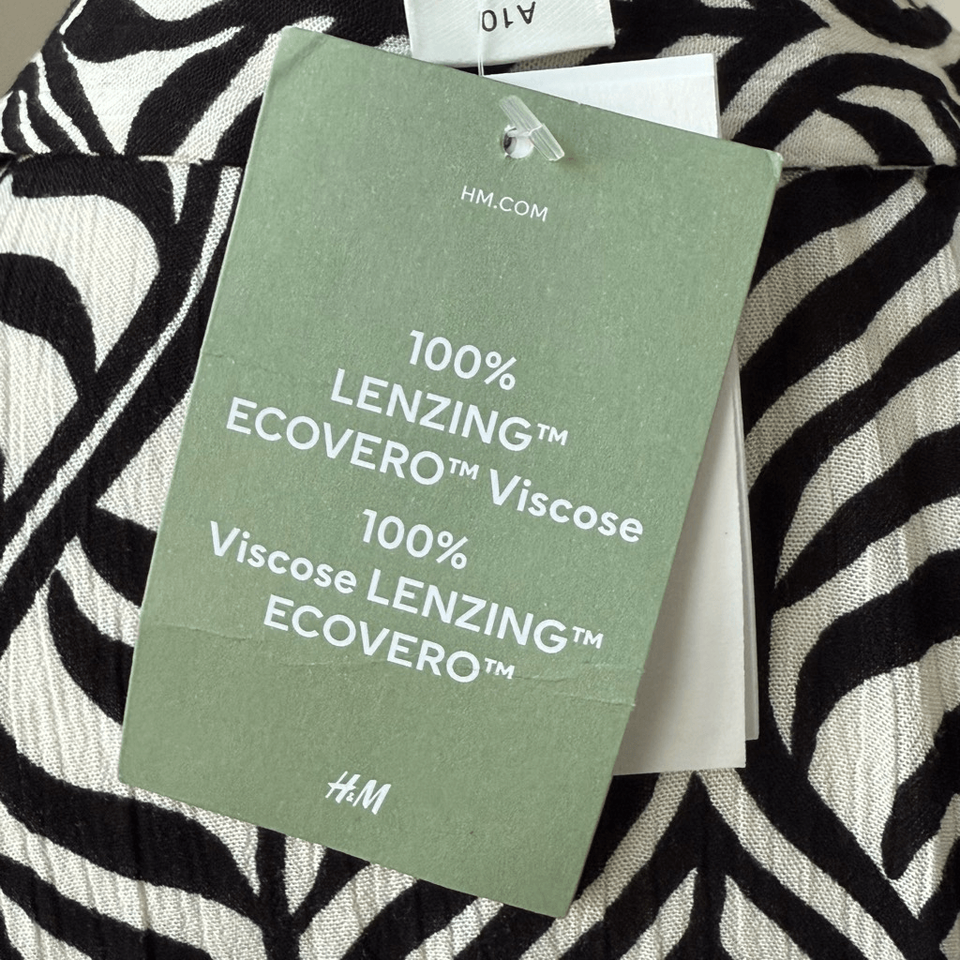 A10
HM.COM
100%
LENZING™
ECOVERO™ Viscose
100%
Viscose LENZING™
ECOVERO™
H&M